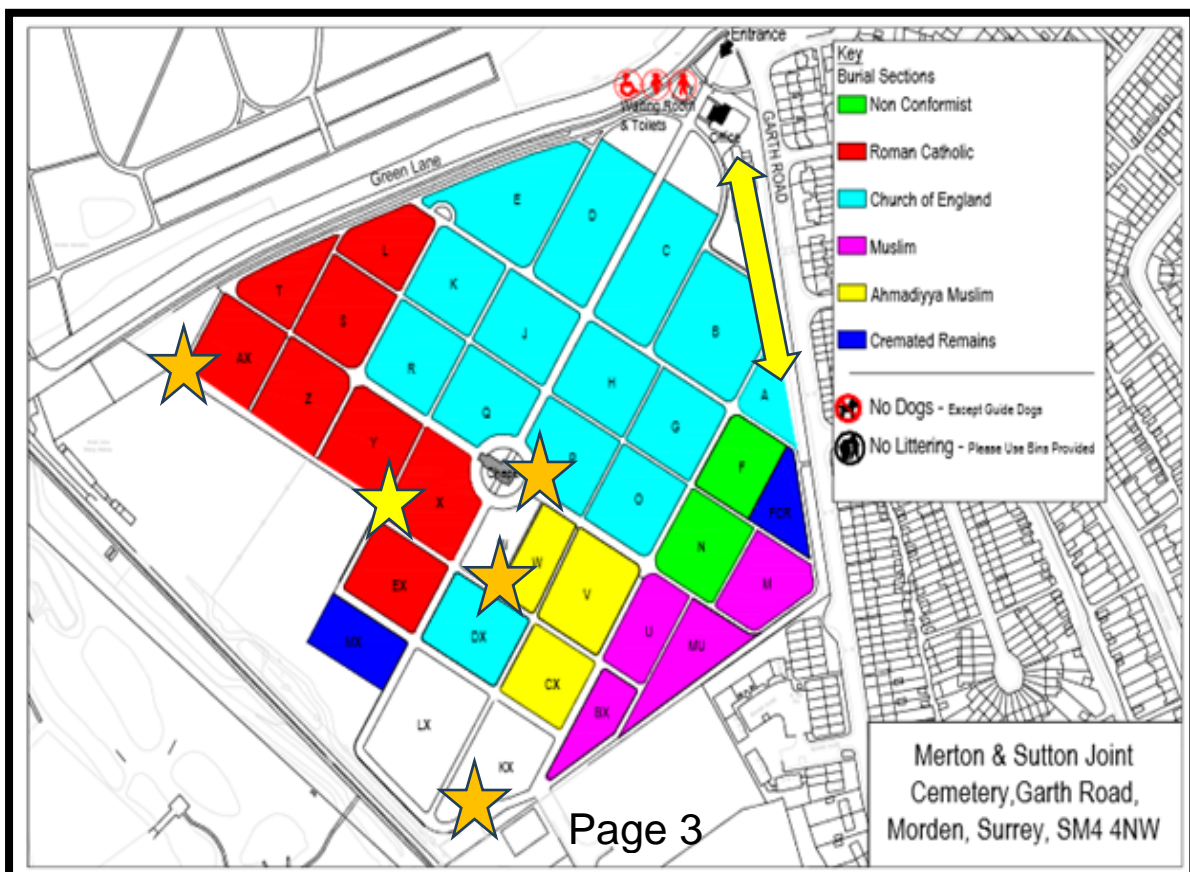 Entrance
Waiting Room
& Toilets
Office
GARTH ROAD
Green Lane
Key
Burial Sections
Non Conformist
Roman Catholic
Church of England
Muslim
Ahmadiyya Muslim
Cremated Remains
No Dogs - Except Guide Dogs
No Littering - Please Use Bins Provided
E
D
C
L
K
B
T
S
J
AX
R
H
A
Z
Q
G
Y
P
F
X
O
FCR
N
W
V
M
EX
DX
U
MU
MX
CX
BX
LX
KX
Page 3
Merton & Sutton Joint
Cemetery,Garth Road,
Morden, Surrey, SM4 4NW